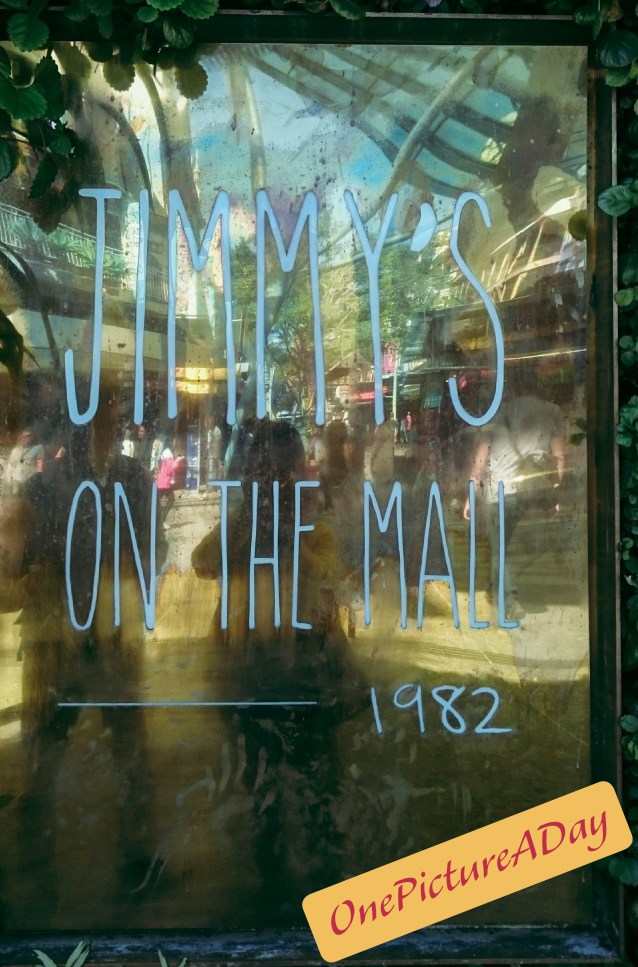 JIMMY'S
ON THE MALL
1982
OnePictureADay